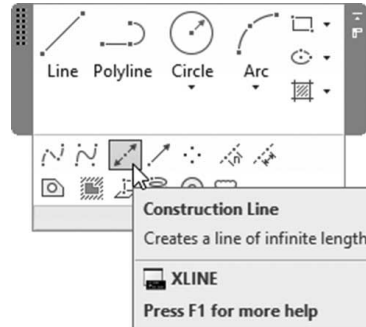 Line Polyline Circle Arc
Construction Line
Creates a line of infinite length
XLINE
Press F1 for more help